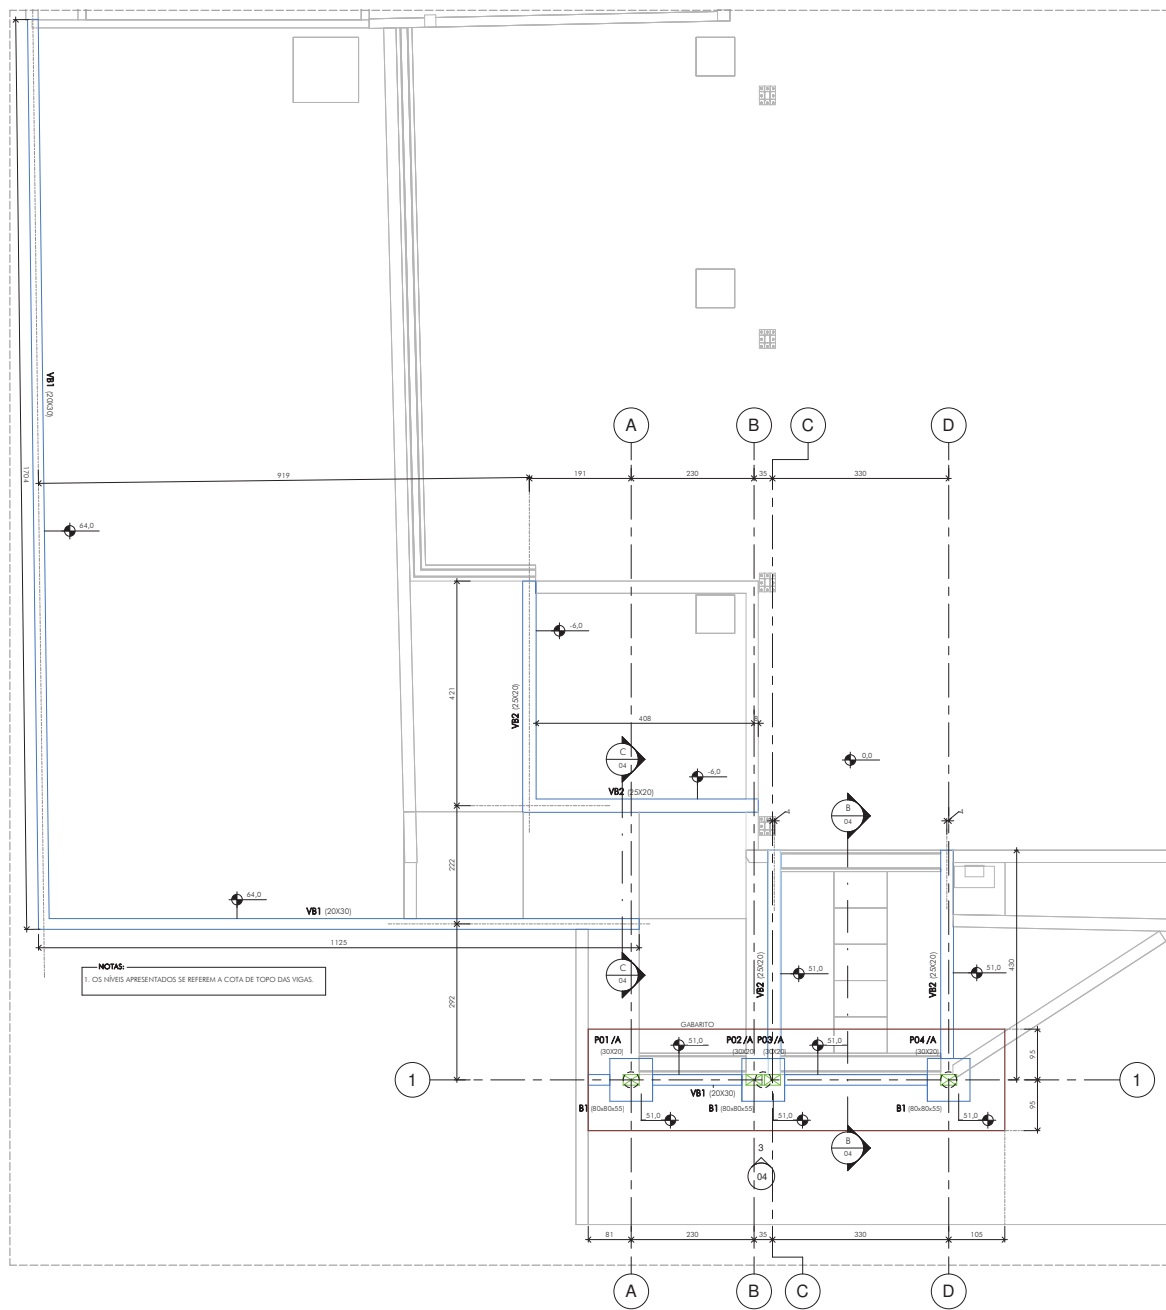 A
B
C
D
919
191
230
35
330
VB1 (20X30)
1704
64,0
-6,0
421
VB2 (25X20)
408
8
C
04
-6,0
0,0
VB2 (25X20)
B
04
1
1
222
64,0
VB1 (20X30)
1125
C
04
NOTAS:
1. OS NÍVEIS APRESENTADOS SE REFEREM A COTA DE TOPO DAS VIGAS.
292
VB2 (25X20)
51,0
VB2 (25X20)
51,0
430
GABARITO
P01 /A
(30X20)
51,0
P02 /A
(30X20)
P03 /A
(30X20)
51,0
P04 /A
(30X20)
95
1
1
VB1 (20X30)
B1 (80x80x55)
51,0
B1 (80x80x55)
51,0
B1 (80x80x55)
51,0
95
B
04
3
04
81
230
35
330
105
A
B
C
D